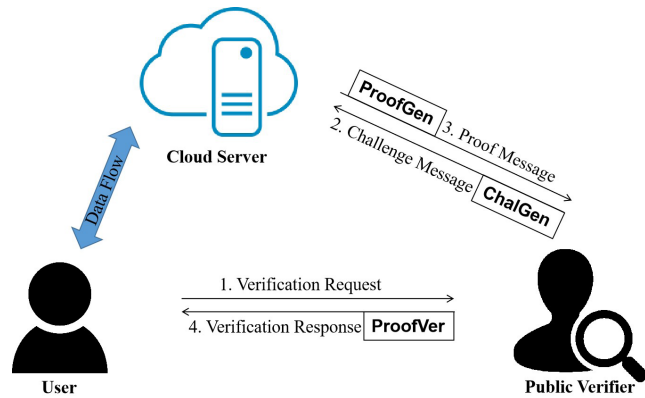 ProofGen
3. Proof Message
2. Challenge Message
ChalGen
Cloud Server
Data Flow
1. Verification Request
4. Verification Response
ProofVer
User
Public Verifier